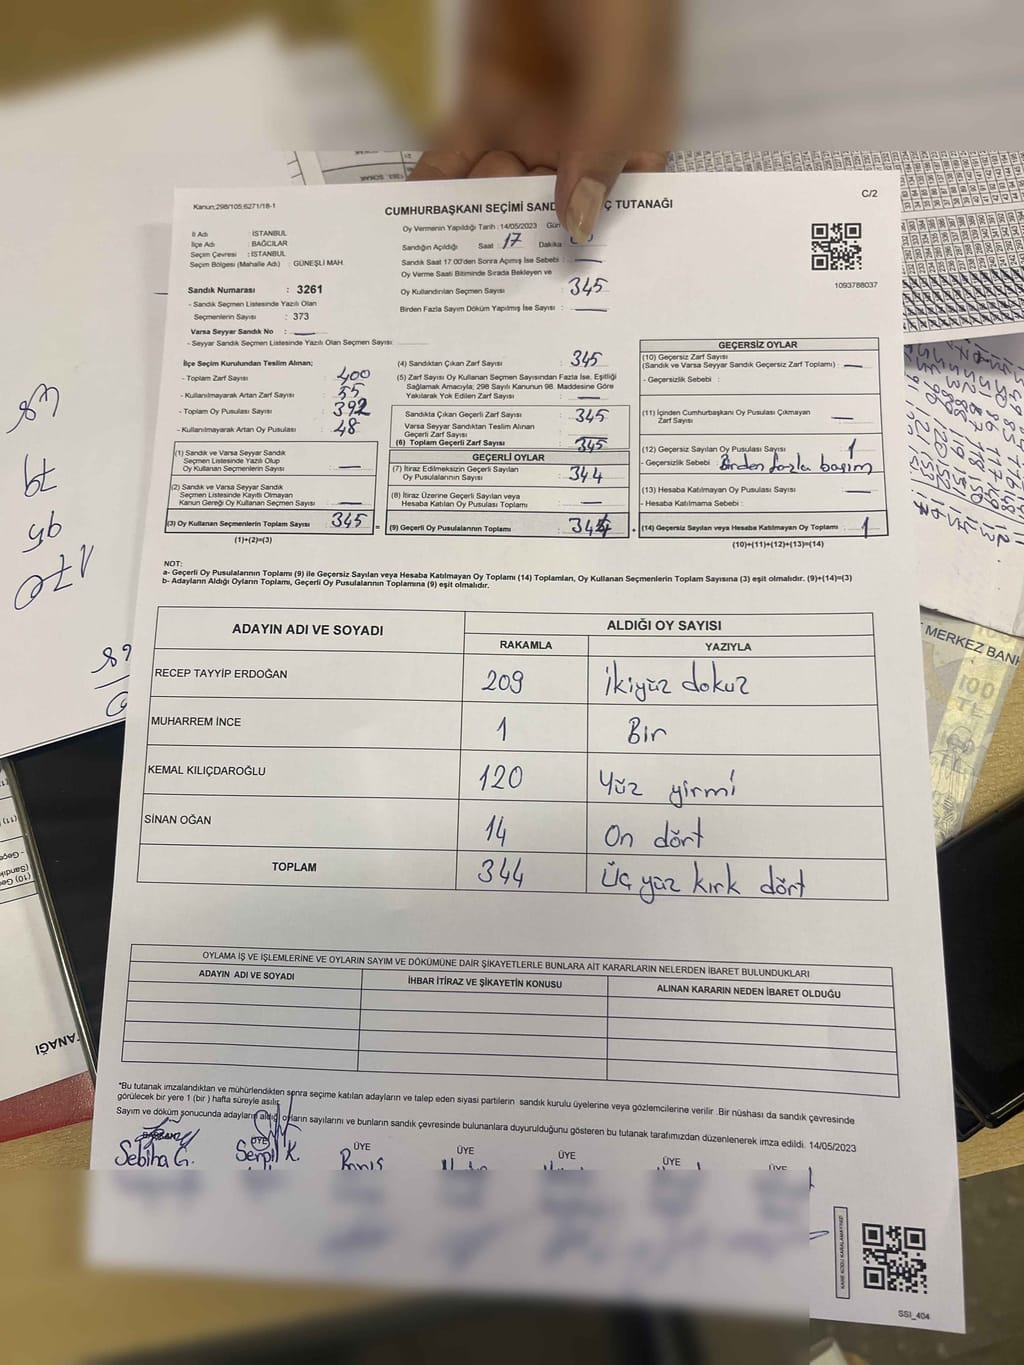 Kanun;298/105,6271/18-1
C/2
CUMHURBAŞKANI SEÇİMİ SAND Ç TUTANAĞI
İl Adı : İSTANBUL
İlçe Adı : BAĞCILAR
Seçim Çevresi : İSTANBUL
Seçim Bölgesi (Mahalle Adı) : GÜNEŞLİ MAH.
Sandık Numarası : 3261
- Sandık Seçmen Listesinde Yazılı Olan
Seçmenlerin Sayısı : 373
Varsa Seyyar Sandık No :
- Seyyar Sandık Seçmen Listesinde Yazılı Olan Seçmen Sayısı :
Oy Vermenin Yapıldığı Tarih :14/05/2023 Gün
Sandığın Açıldığı Saat 17 Dakika
Sandık Saat 17:00'den Sonra Açımış İse Sebebi :
Oy Verme Saati Bitiminde Sırada Bekleyen ve
Oy Kullandırılan Seçmen Sayısı : 345
Birden Fazla Sayım Döküm Yapılmış İse Sayısı :
1093788037
İlçe Seçim Kurulundan Teslim Alınan;
- Toplam Zarf Sayısı : 400
- Kullanılmayarak Artan Zarf Sayısı : 55
- Toplam Oy Pusulası Sayısı : 392
- Kullanılmayarak Artan Oy Pusulası : 48
(1) Sandık ve Varsa Seyyar Sandık
Seçmen Listesinde Yazılı Olup
Oy Kullanan Seçmenlerin Sayısı :
(2) Sandık ve Varsa Seyyar Sandık
Seçmen Listesinde Kayıtlı Olmayan
Kanun Gereği Oy Kullanan Seçmen Sayısı :
(3) Oy Kullanan Seçmenlerin Toplam Sayısı : 345
(1)+(2)=(3)
(4) Sandıktan Çıkan Zarf Sayısı : 345
(5) Zarf Sayısı Oy Kullanan Seçmen Sayısından Fazla İse, Eşitliği
Sağlamak Amacıyla; 298 Sayılı Kanunun 98. Maddesine Göre
Yakılarak Yok Edilen Zarf Sayısı :
Sandıkta Çıkan Geçerli Zarf Sayısı : 345
Varsa Seyyar Sandıktan Teslim Alınan
Geçerli Zarf Sayısı :
(6) Toplam Geçerli Zarf Sayısı : 345
GEÇERLİ OYLAR
(7) İtiraz Edilmeksizin Geçerli Sayılan
Oy Pusulalarının Sayısı : 344
(8) İtiraz Üzerine Geçerli Sayılan veya
Hesaba Katılan Oy Pusulası Toplamı :
(9) Geçerli Oy Pusulalarının Toplamı : 344
GEÇERSİZ OYLAR
(10) Geçersiz Zarf Sayısı
(Sandık ve Varsa Seyyar Sandık Geçersiz Zarf Toplamı) :
- Geçersizlik Sebebi :
(11) İçinden Cumhurbaşkanı Oy Pusulası Çıkmayan
Zarf Sayısı :
(12) Geçersiz Sayılan Oy Pusulası Sayısı : 1
- Geçersizlik Sebebi : Birden fazla basım
(13) Hesaba Katılmayan Oy Pusulası Sayısı :
- Hesaba Katılmama Sebebi :
(14) Geçersiz Sayılan veya Hesaba Katılmayan Oy Toplamı : 1
(10)+(11)+(12)+(13)=(14)
NOT:
a- Geçerli Oy Pusulalarının Toplamı (9) ile Geçersiz Sayılan veya Hesaba Katılmayan Oy Toplamı (14) Toplamları, Oy Kullanan Seçmenlerin Toplam Sayısına (3) eşit olmalıdır. (9)+(14)=(3)
b- Adayların Aldığı Oyların Toplamı, Geçerli Oy Pusulalarının Toplamına (9) eşit olmalıdır.
ADAYIN ADI VE SOYADI ALDIĞI OY SAYISI
RAKAMLA YAZIYLA
RECEP TAYYİP ERDOĞAN 209 İkiyüz dokuz
MUHARREM İNCE 1 Bir
KEMAL KILIÇDAROĞLU 120 Yüz yirmi
SİNAN OĞAN 14 On dört
TOPLAM 344 Üç yüz kırk dört
OYLAMA İŞ VE İŞLEMLERİNE VE OYLARIN SAYIM VE DÖKÜMÜNE DAİR ŞİKAYETLERLE BUNLARA AİT KARARLARIN NELERDEN İBARET BULUNDUKLARI
ADAYIN ADI VE SOYADI İHBAR İTİRAZ VE ŞİKAYETİN KONUSU ALINAN KARARIN NEDEN İBARET OLDUĞU
*Bu tutanak imzalandıktan ve mühürlendikten sonra seçime katılan adayların ve talep eden siyasi partilerin sandık kurulu üyelerine veya gözlemcilerine verilir .Bir nüshası da sandık çevresinde
görülecek bir yere 1 (bir ) hafta süreyle asılır.
Sayım ve döküm sonucunda adayların aldığı oyların sayılarını ve bunların sandık çevresinde bulunanlara duyurulduğunu gösteren bu tutanak tarafımızdan düzenlenerek imza edildi. 14/05/2023
BAŞKAN ÜYE ÜYE ÜYE ÜYE ÜYE ÜYE
Sebiha G. Serpil K.
KARE KODU KARALAMAYINIZ!
SSI_404
MERKEZ BANK
100
TL
79
95
170
TANAĞI